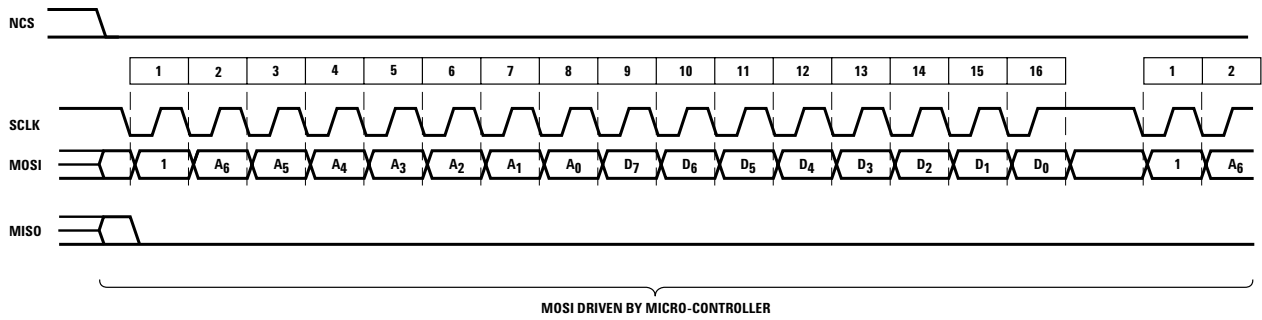 NCS
1 2 3 4 5 6 7 8 9 10 11 12 13 14 15 16 1 2
SCLK
MOSI 1 A6 A5 A4 A3 A2 A1 A0 D7 D6 D5 D4 D3 D2 D1 D0 1 A6
MISO
MOSI DRIVEN BY MICRO-CONTROLLER